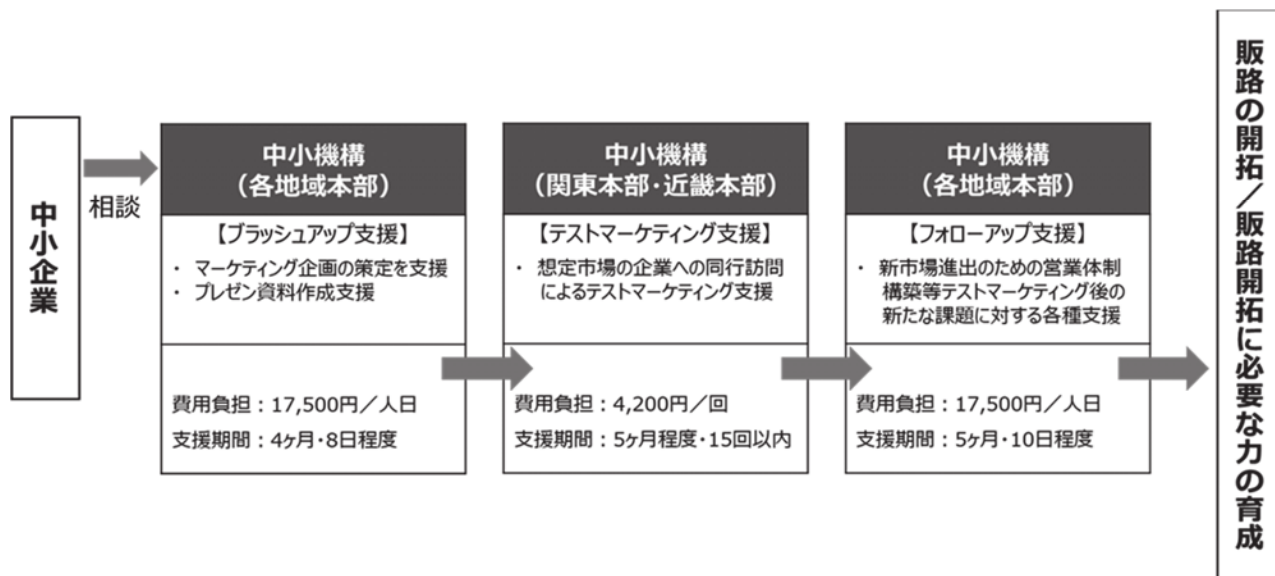 中小企業
相談
中小機構
（各地域本部）
【ブラッシュアップ支援】
・ マーケティング企画の策定を支援
・ プレゼン資料作成支援
費用負担：17,500円／人日
支援期間：4ヶ月・8日程度
中小機構
（関東本部・近畿本部）
【テストマーケティング支援】
・ 想定市場の企業への同行訪問
によるテストマーケティング支援
費用負担：4,200円／回
支援期間：5ヶ月程度・15回以内
中小機構
（各地域本部）
【フォローアップ支援】
・ 新市場進出のための営業体制
構築等テストマーケティング後の
新たな課題に対する各種支援
費用負担：17,500円／人日
支援期間：5ヶ月・10日程度
販路の開拓／販路開拓に必要な力の育成